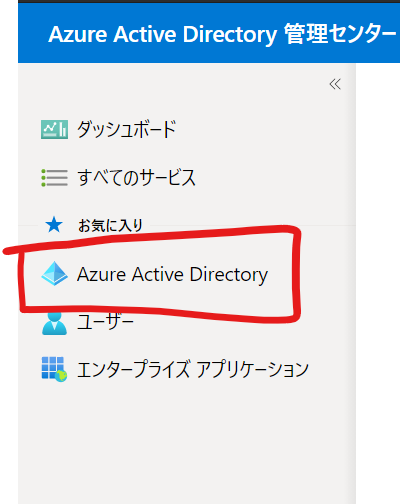 Azure Active Directory 管理センター
«
ダッシュボード
すべてのサービス
お気に入り
Azure Active Directory
ユーザー
エンタープライズ アプリケーション